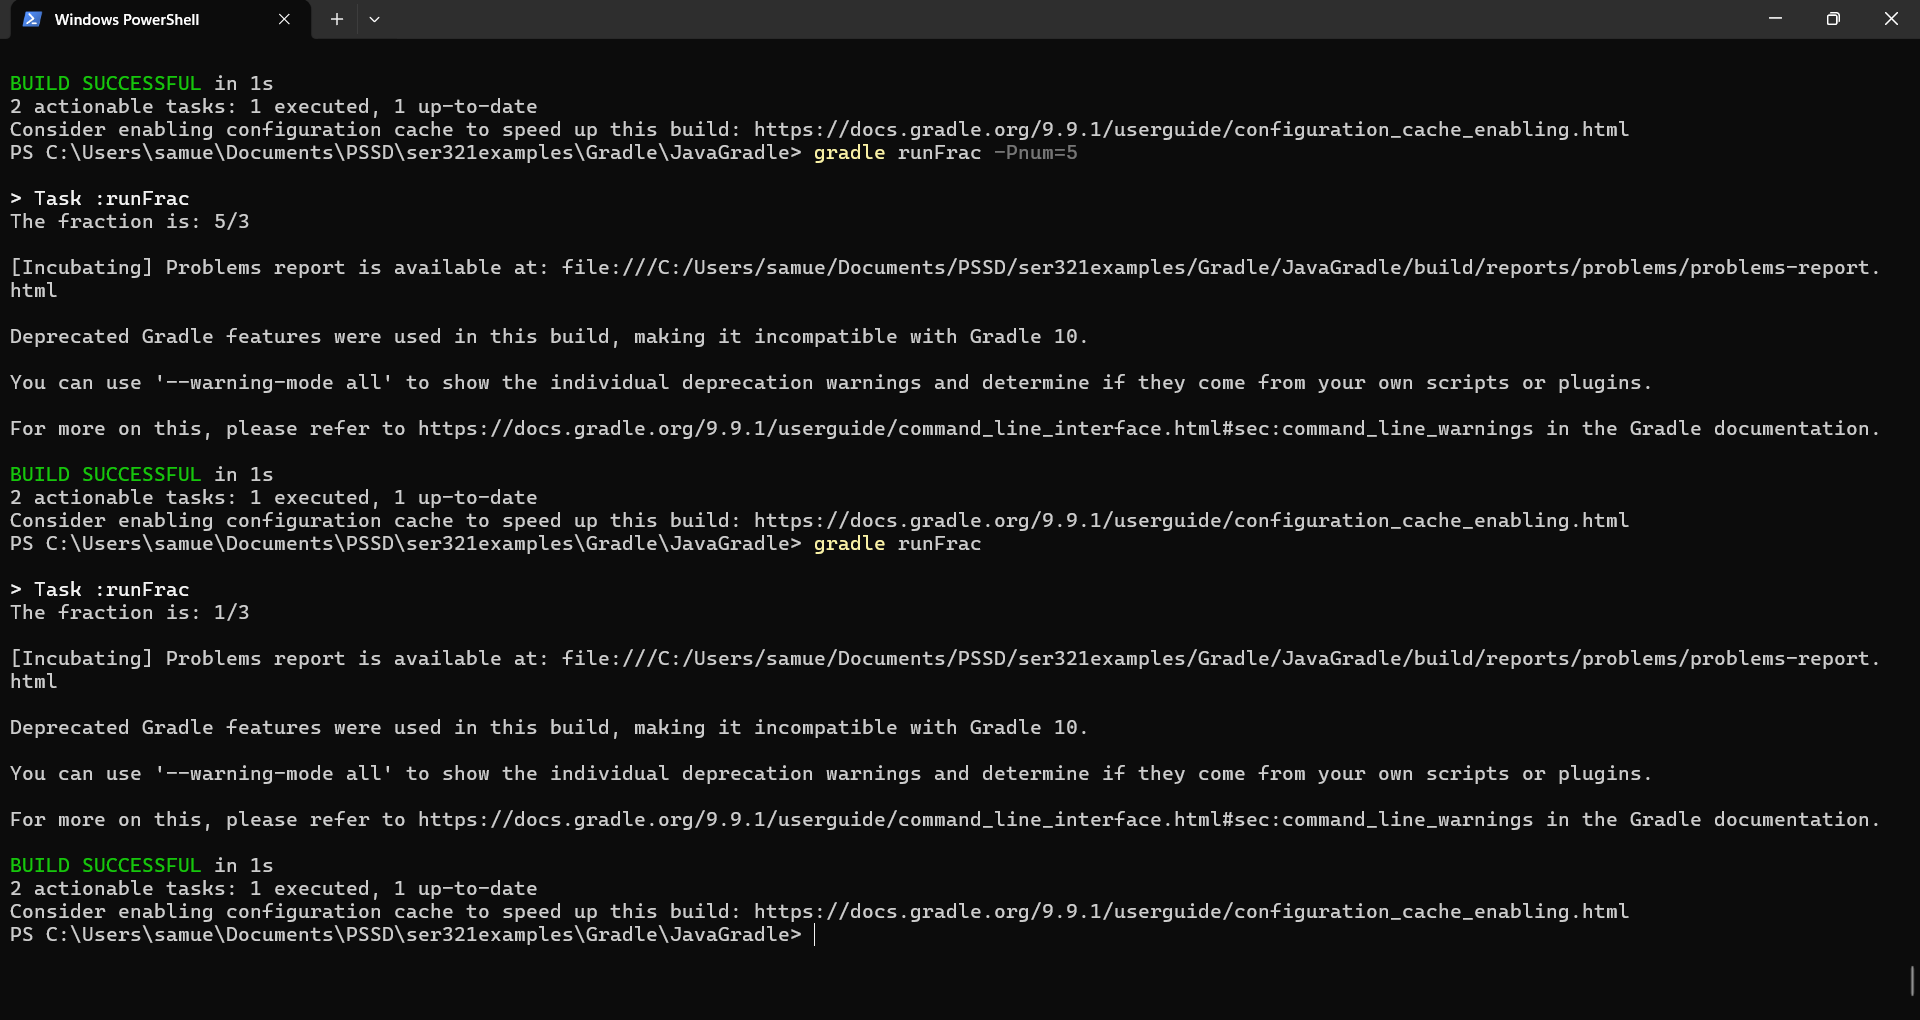 Windows PowerShell
BUILD SUCCESSFUL in 1s
2 actionable tasks: 1 executed, 1 up-to-date
Consider enabling configuration cache to speed up this build: https://docs.gradle.org/9.9.1/userguide/configuration_cache_enabling.html
PS C:\Users\samue\Documents\PSSD\ser321examples\Gradle\JavaGradle> gradle runFrac -Pnum=5
> Task :runFrac
The fraction is: 5/3
[Incubating] Problems report is available at: file:///C:/Users/samue/Documents/PSSD/ser321examples/Gradle/JavaGradle/build/reports/problems/problems-report.
html
Deprecated Gradle features were used in this build, making it incompatible with Gradle 10.
You can use '--warning-mode all' to show the individual deprecation warnings and determine if they come from your own scripts or plugins.
For more on this, please refer to https://docs.gradle.org/9.9.1/userguide/command_line_interface.html#sec:command_line_warnings in the Gradle documentation.
BUILD SUCCESSFUL in 1s
2 actionable tasks: 1 executed, 1 up-to-date
Consider enabling configuration cache to speed up this build: https://docs.gradle.org/9.9.1/userguide/configuration_cache_enabling.html
PS C:\Users\samue\Documents\PSSD\ser321examples\Gradle\JavaGradle> gradle runFrac
> Task :runFrac
The fraction is: 1/3
[Incubating] Problems report is available at: file:///C:/Users/samue/Documents/PSSD/ser321examples/Gradle/JavaGradle/build/reports/problems/problems-report.
html
Deprecated Gradle features were used in this build, making it incompatible with Gradle 10.
You can use '--warning-mode all' to show the individual deprecation warnings and determine if they come from your own scripts or plugins.
For more on this, please refer to https://docs.gradle.org/9.9.1/userguide/command_line_interface.html#sec:command_line_warnings in the Gradle documentation.
BUILD SUCCESSFUL in 1s
2 actionable tasks: 1 executed, 1 up-to-date
Consider enabling configuration cache to speed up this build: https://docs.gradle.org/9.9.1/userguide/configuration_cache_enabling.html
PS C:\Users\samue\Documents\PSSD\ser321examples\Gradle\JavaGradle>